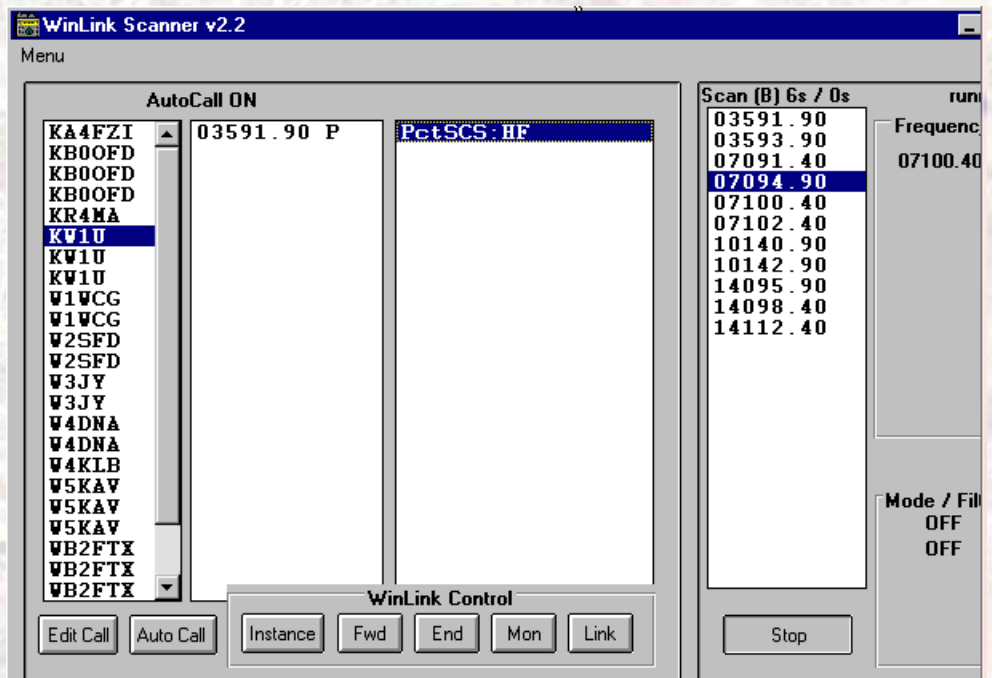 WinLink Scanner v2.2
Menu
AutoCall ON
KA4FZI
KB0OFD
KB0OFD
KB0OFD
KR4MA
KW1U
KW1U
KW1U
W1WCG
W1WCG
W2SFD
W2SFD
W3JY
W3JY
W4DNA
W4DNA
W4KLB
W5KAV
W5KAV
W5KAV
WB2FTX
WB2FTX
WB2FTX
03591.90 P
PctSCS:HF
Edit Call
Auto Call
WinLink Control
Instance
Fwd
End
Mon
Link
Scan (B) 6s / 0s
03591.90
03593.90
07091.40
07094.90
07100.40
07102.40
10140.90
10142.90
14095.90
14098.40
14112.40
Stop
07100.40
Mode /
OFF
OFF